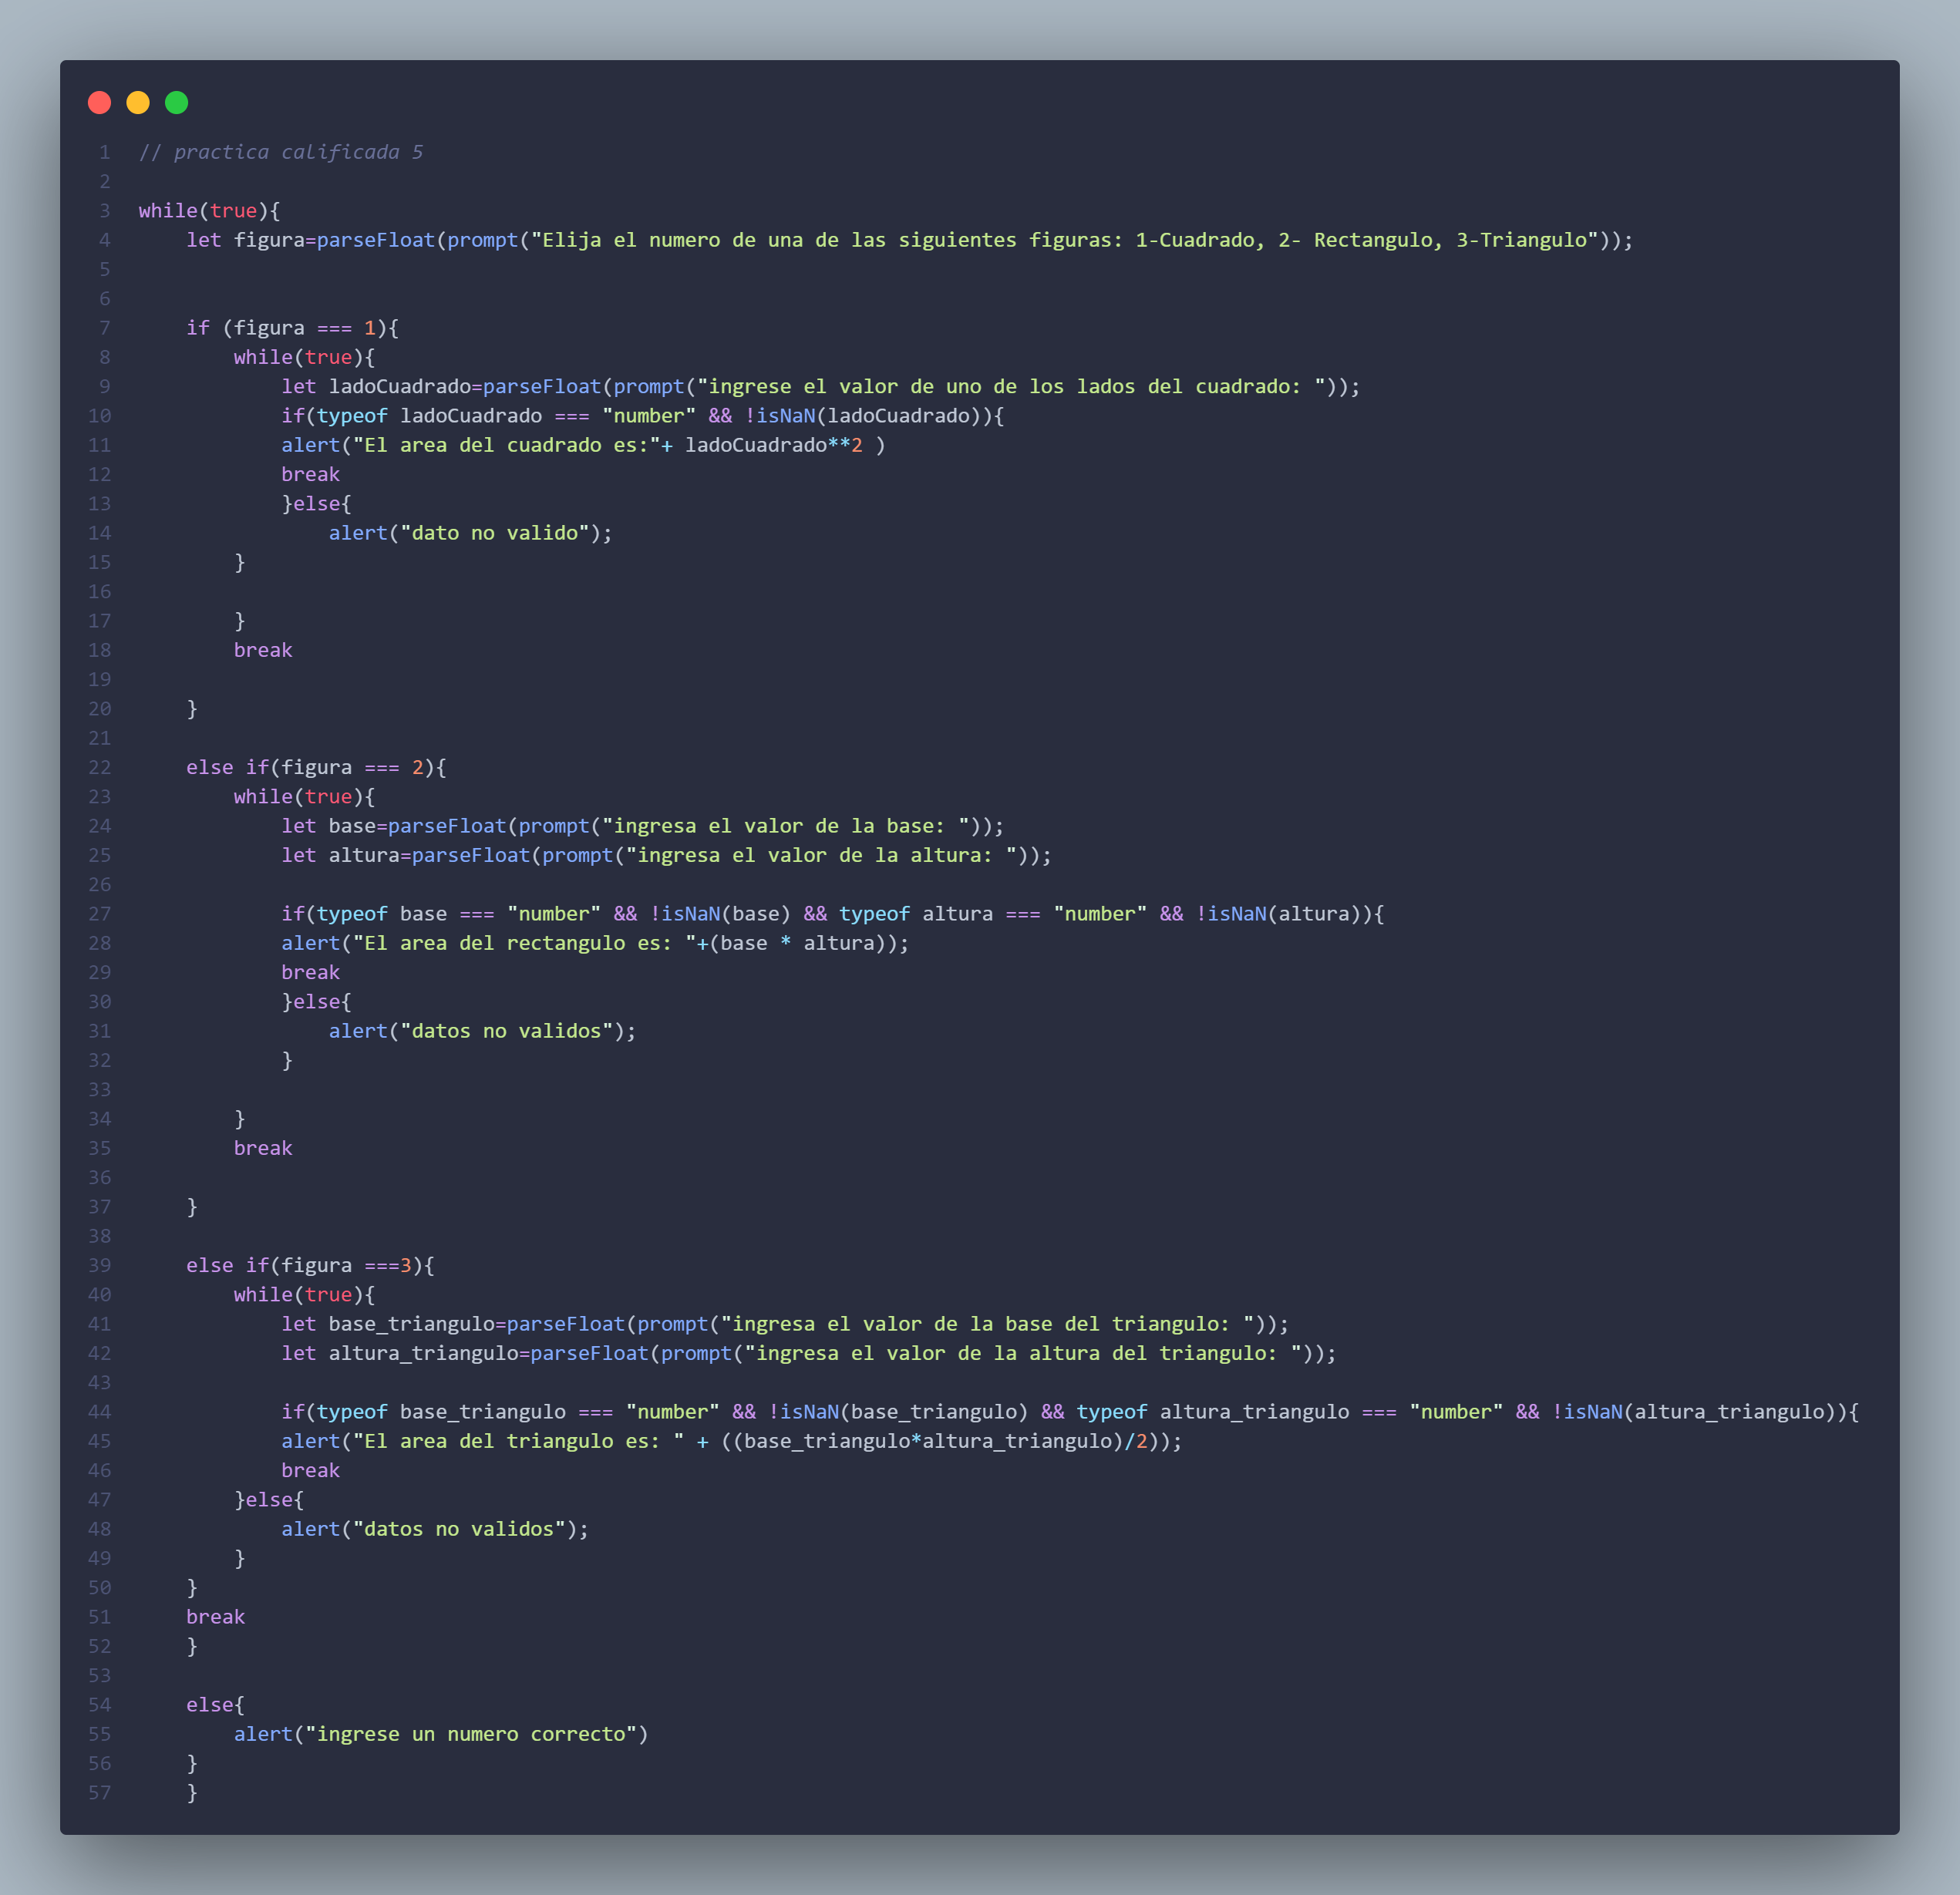 1 // practica calificada 5
2
3 while(true){
4     let figura=parseFloat(prompt("Elija el numero de una de las siguientes figuras: 1-Cuadrado, 2- Rectangulo, 3-Triangulo"));
5
6
7     if (figura === 1){
8         while(true){
9             let ladoCuadrado=parseFloat(prompt("ingrese el valor de uno de los lados del cuadrado: "));
10             if(typeof ladoCuadrado === "number" && !isNaN(ladoCuadrado)){
11             alert("El area del cuadrado es:"+ ladoCuadrado**2 )
12             break
13             }else{
14                 alert("dato no valido");
15         }
16
17         }
18         break
19
20     }
21
22     else if(figura === 2){
23         while(true){
24             let base=parseFloat(prompt("ingresa el valor de la base: "));
25             let altura=parseFloat(prompt("ingresa el valor de la altura: "));
26
27             if(typeof base === "number" && !isNaN(base) && typeof altura === "number" && !isNaN(altura)){
28             alert("El area del rectangulo es: "+(base * altura));
29             break
30             }else{
31                 alert("datos no validos");
32             }
33
34         }
35         break
36
37     }
38
39     else if(figura ===3){
40         while(true){
41             let base_triangulo=parseFloat(prompt("ingresa el valor de la base del triangulo: "));
42             let altura_triangulo=parseFloat(prompt("ingresa el valor de la altura del triangulo: "));
43
44             if(typeof base_triangulo === "number" && !isNaN(base_triangulo) && typeof altura_triangulo === "number" && !isNaN(altura_triangulo)){
45             alert("El area del triangulo es: " + ((base_triangulo*altura_triangulo)/2));
46             break
47         }else{
48             alert("datos no validos");
49         }
50     }
51     break
52     }
53
54     else{
55         alert("ingrese un numero correcto")
56     }
57     }